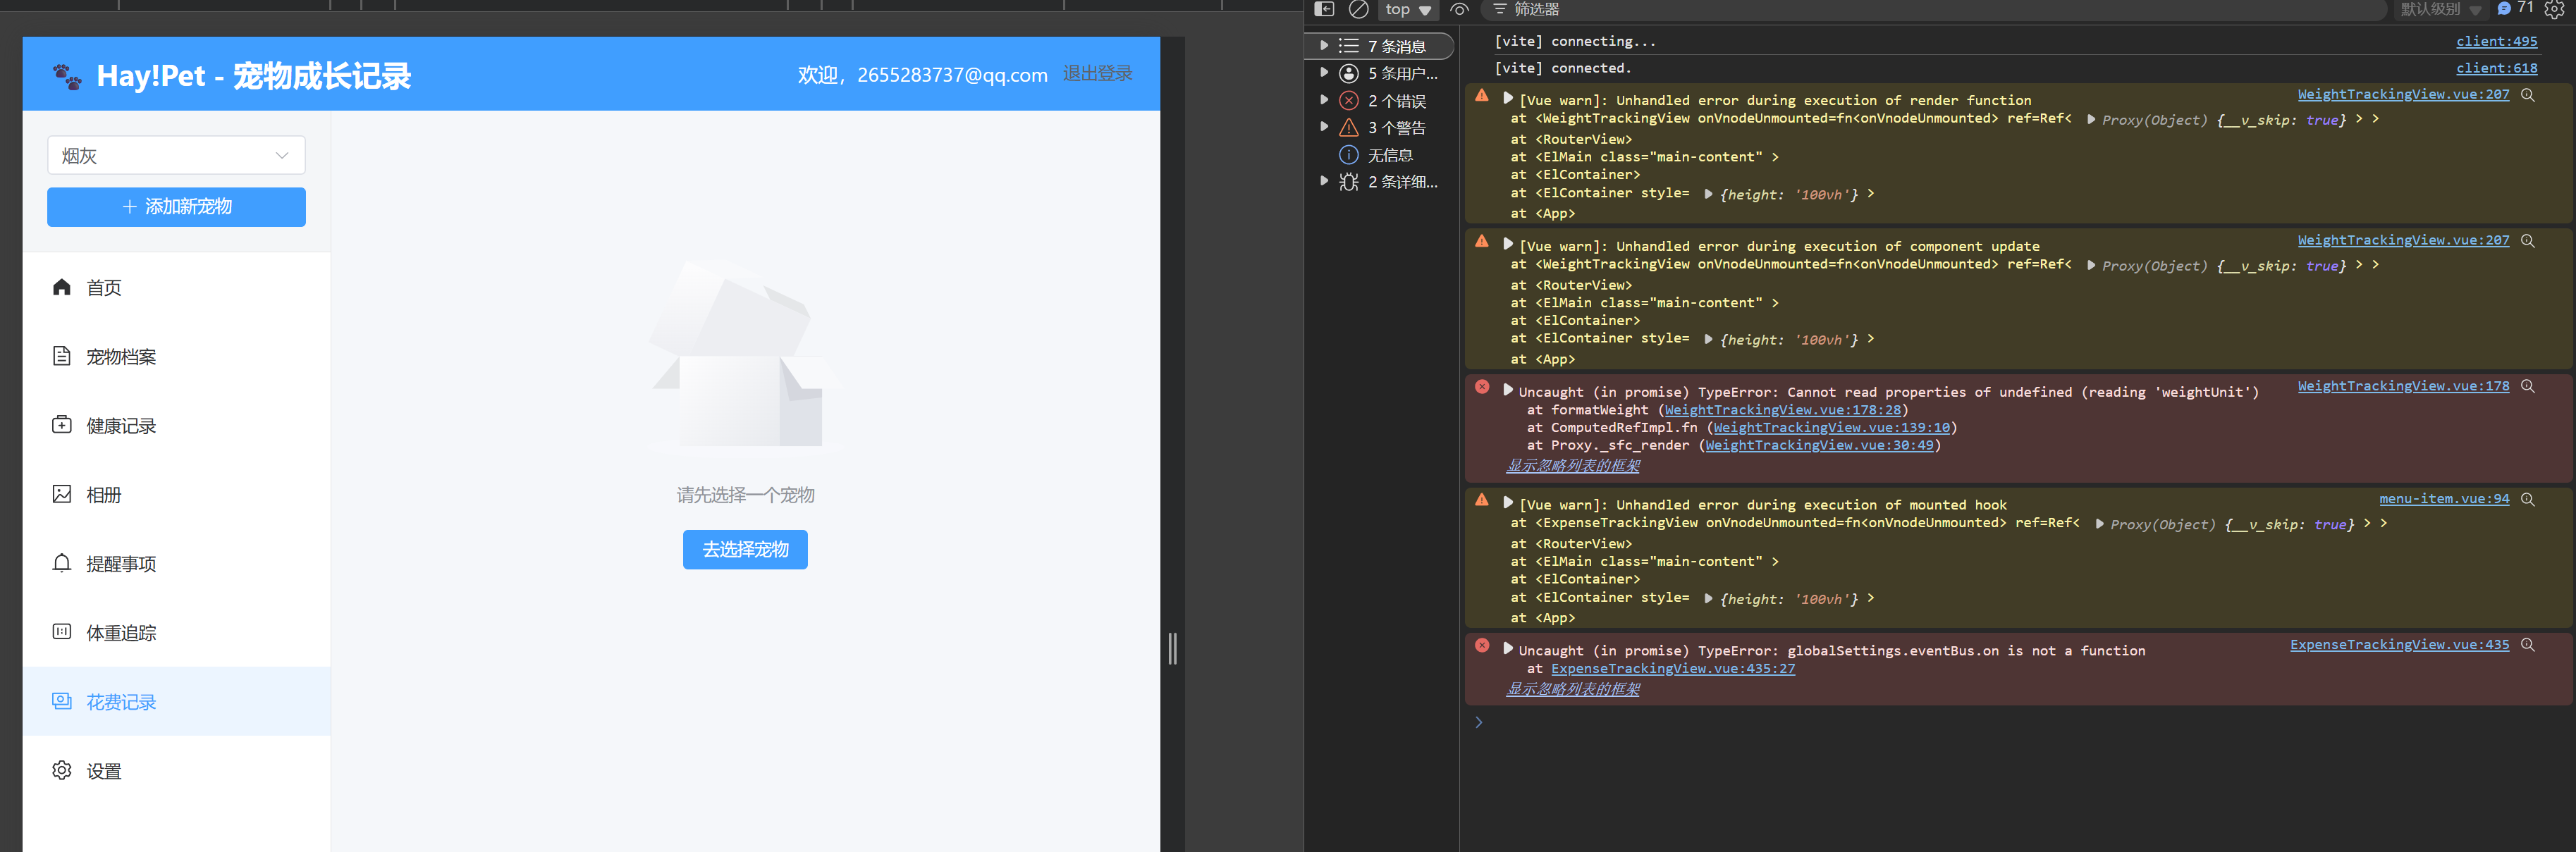 Hay!Pet - 宠物成长记录
欢迎，2655283737@qq.com 退出登录
烟灰
+ 添加新宠物
首页
宠物档案
健康记录
相册
提醒事项
体重追踪
花费记录
设置
请先选择一个宠物
去选择宠物
top
筛选器
默认级别
71
7 条消息
5 条用户...
2 个错误
3 个警告
无信息
2 条详细...
[vite] connecting... client:495
[vite] connected. client:618
[Vue warn]: Unhandled error during execution of render function WeightTrackingView.vue:207
at <WeightTrackingView onVnodeUnmounted=fn<onVnodeUnmounted> ref=Ref< ▶ Proxy(Object) {__v_skip: true} > >
at <RouterView>
at <ElMain class="main-content" >
at <ElContainer>
at <ElContainer style= ▶ {height: '100vh'} >
at <App>
[Vue warn]: Unhandled error during execution of component update WeightTrackingView.vue:207
at <WeightTrackingView onVnodeUnmounted=fn<onVnodeUnmounted> ref=Ref< ▶ Proxy(Object) {__v_skip: true} > >
at <RouterView>
at <ElMain class="main-content" >
at <ElContainer>
at <ElContainer style= ▶ {height: '100vh'} >
at <App>
Uncaught (in promise) TypeError: Cannot read properties of undefined (reading 'weightUnit') WeightTrackingView.vue:178
at formatWeight (WeightTrackingView.vue:178:28)
at ComputedRefImpl.fn (WeightTrackingView.vue:139:10)
at Proxy._sfc_render (WeightTrackingView.vue:30:49)
显示忽略列表的框架
[Vue warn]: Unhandled error during execution of mounted hook menu-item.vue:94
at <ExpenseTrackingView onVnodeUnmounted=fn<onVnodeUnmounted> ref=Ref< ▶ Proxy(Object) {__v_skip: true} > >
at <RouterView>
at <ElMain class="main-content" >
at <ElContainer>
at <ElContainer style= ▶ {height: '100vh'} >
at <App>
Uncaught (in promise) TypeError: globalSettings.eventBus.on is not a function ExpenseTrackingView.vue:435
at ExpenseTrackingView.vue:435:27
显示忽略列表的框架